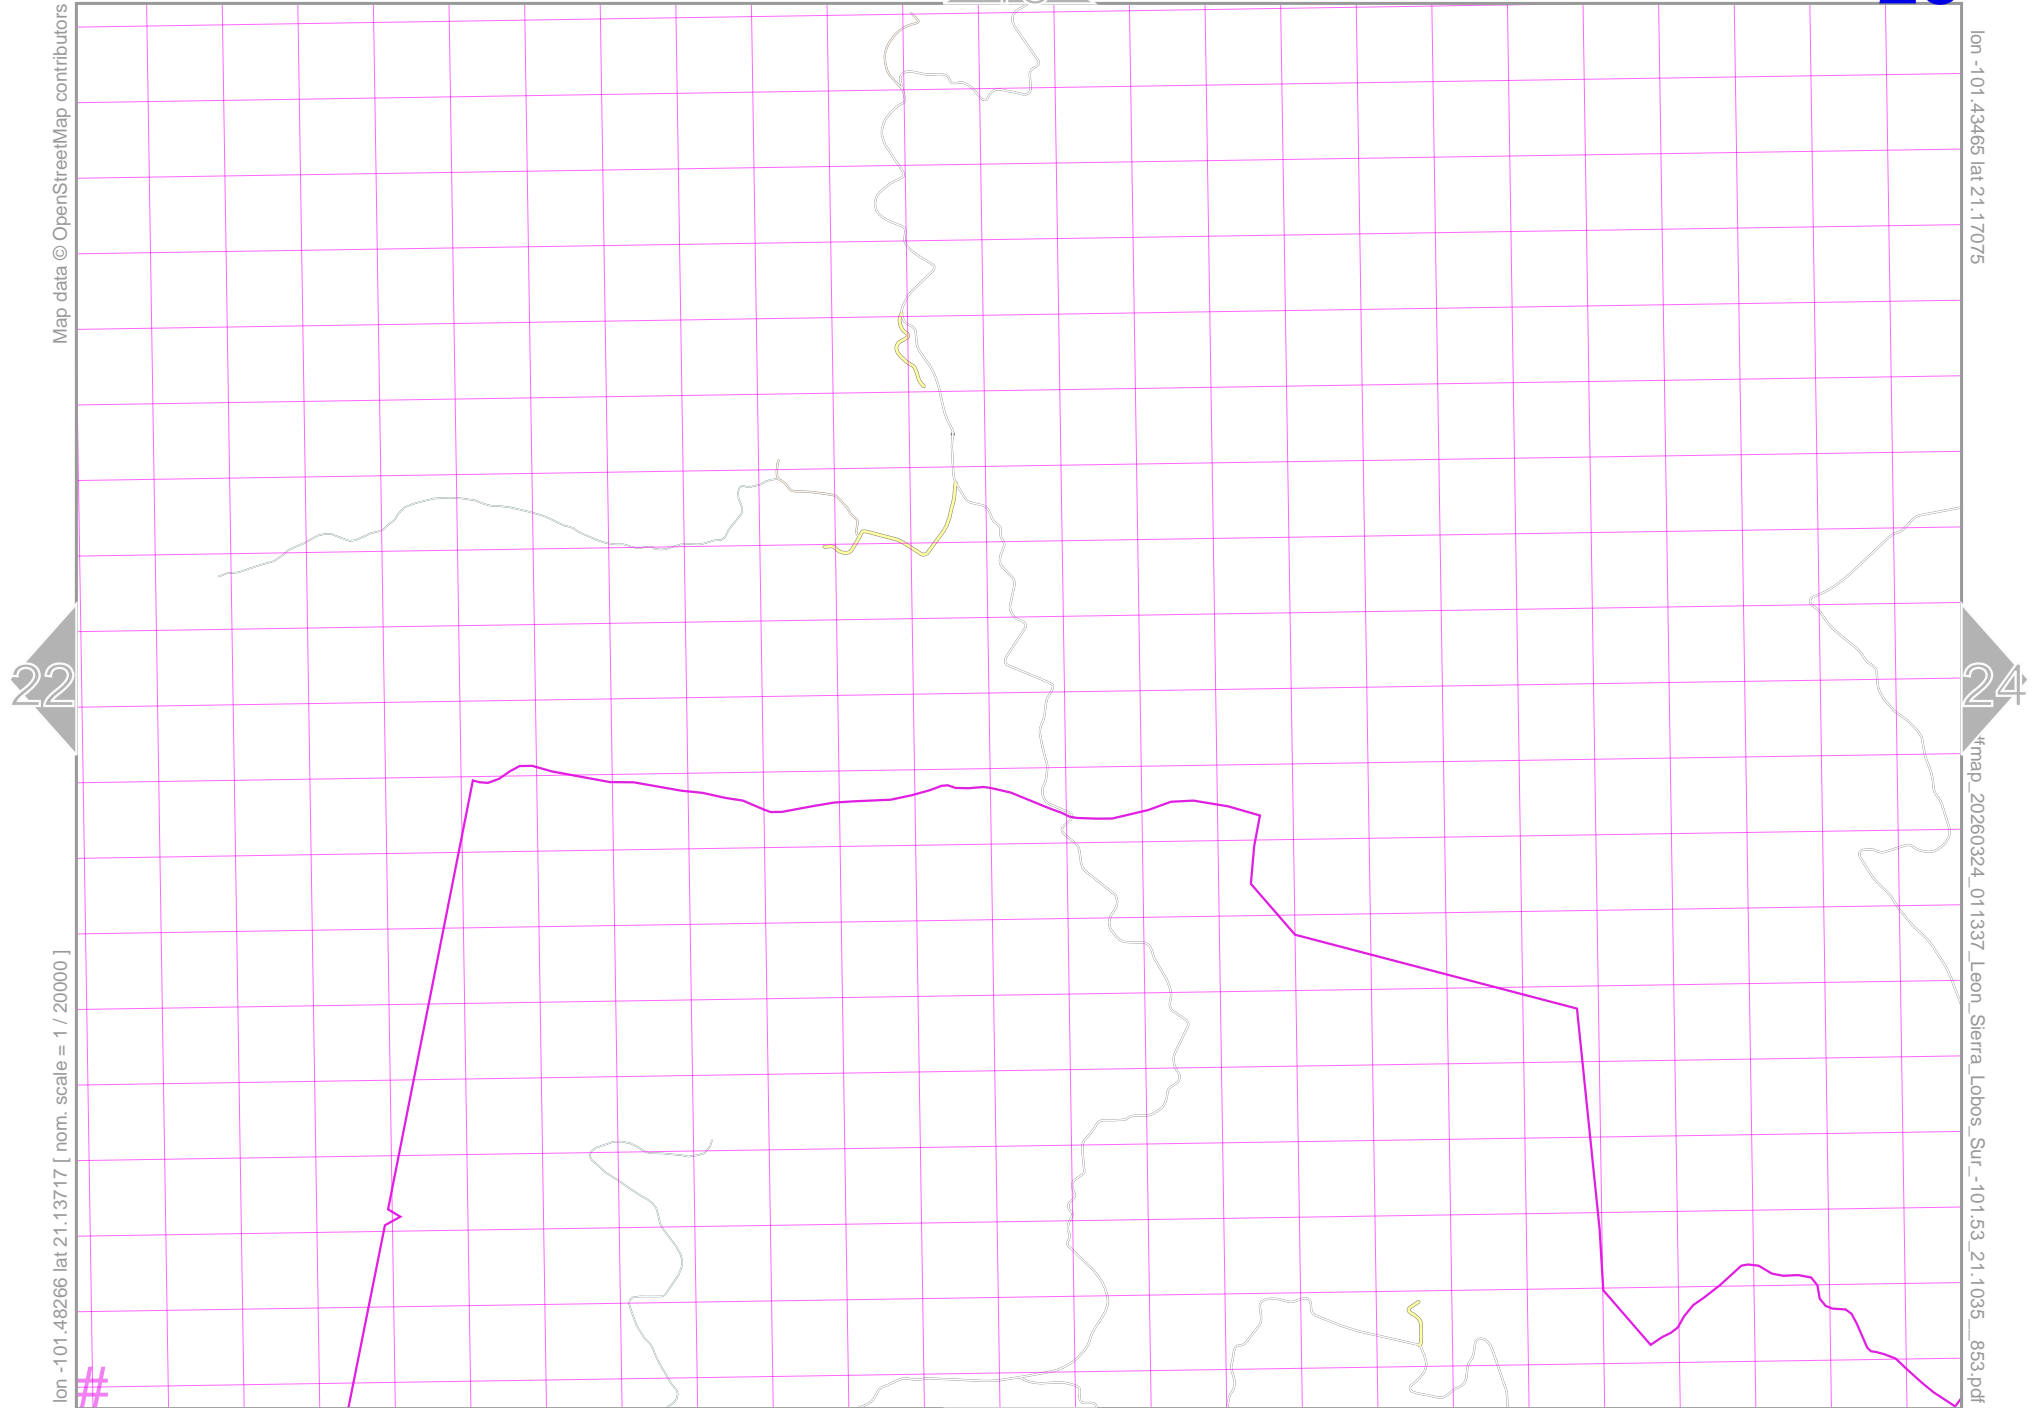 Map data © OpenStreetMap contributors
lon -101.43465 lat 21.17075
22
24
lon -101.48266 lat 21.13717 [ nom. scale = 1 / 20000 ]
fmap_20260324_011337_Leon_Sierra_Lobos_Sur_-101.53_21.1035__853.pdf
#